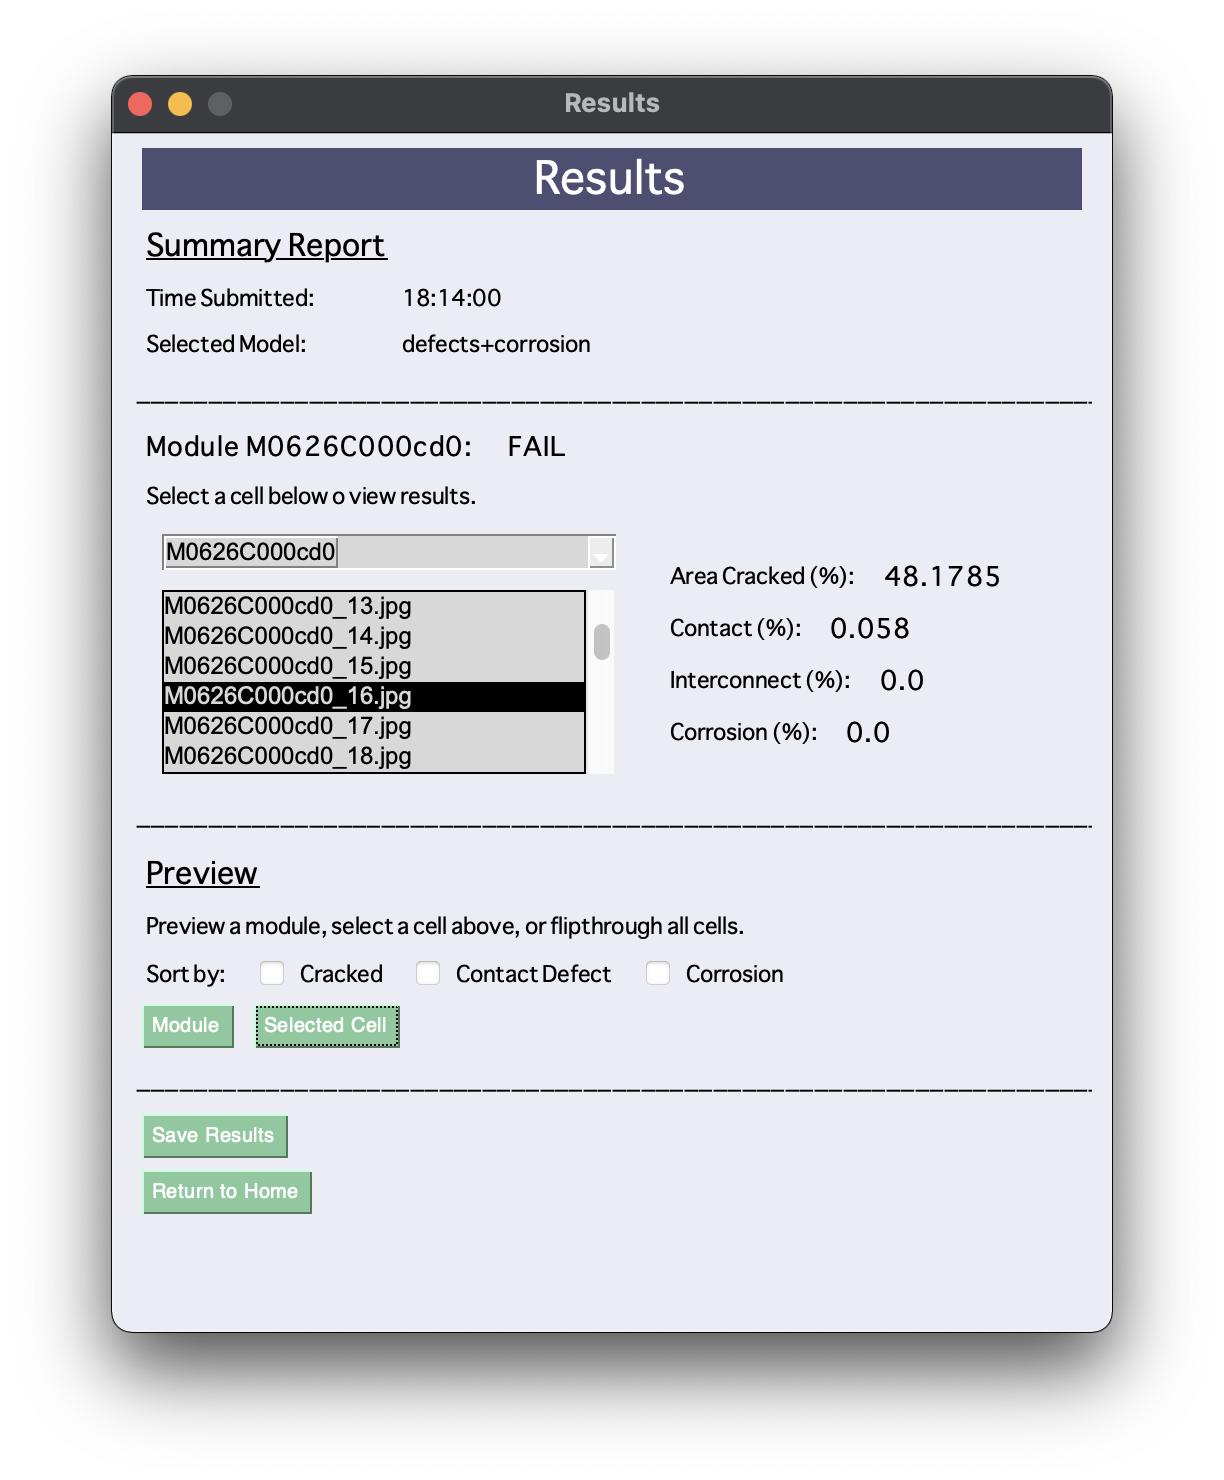 Results
Results
Summary Report
Time Submitted: 18:14:00
Selected Model: defects+corrosion
Module M0626C000cd0: FAIL
Select a cell below o view results.
M0626C000cd0
M0626C000cd0_13.jpg
M0626C000cd0_14.jpg
M0626C000cd0_15.jpg
M0626C000cd0_16.jpg
M0626C000cd0_17.jpg
M0626C000cd0_18.jpg
Area Cracked (%): 48.1785
Contact (%): 0.058
Interconnect (%): 0.0
Corrosion (%): 0.0
Preview
Preview a module, select a cell above, or flipthrough all cells.
Sort by: Cracked Contact Defect Corrosion
Module Selected Cell
Save Results
Return to Home